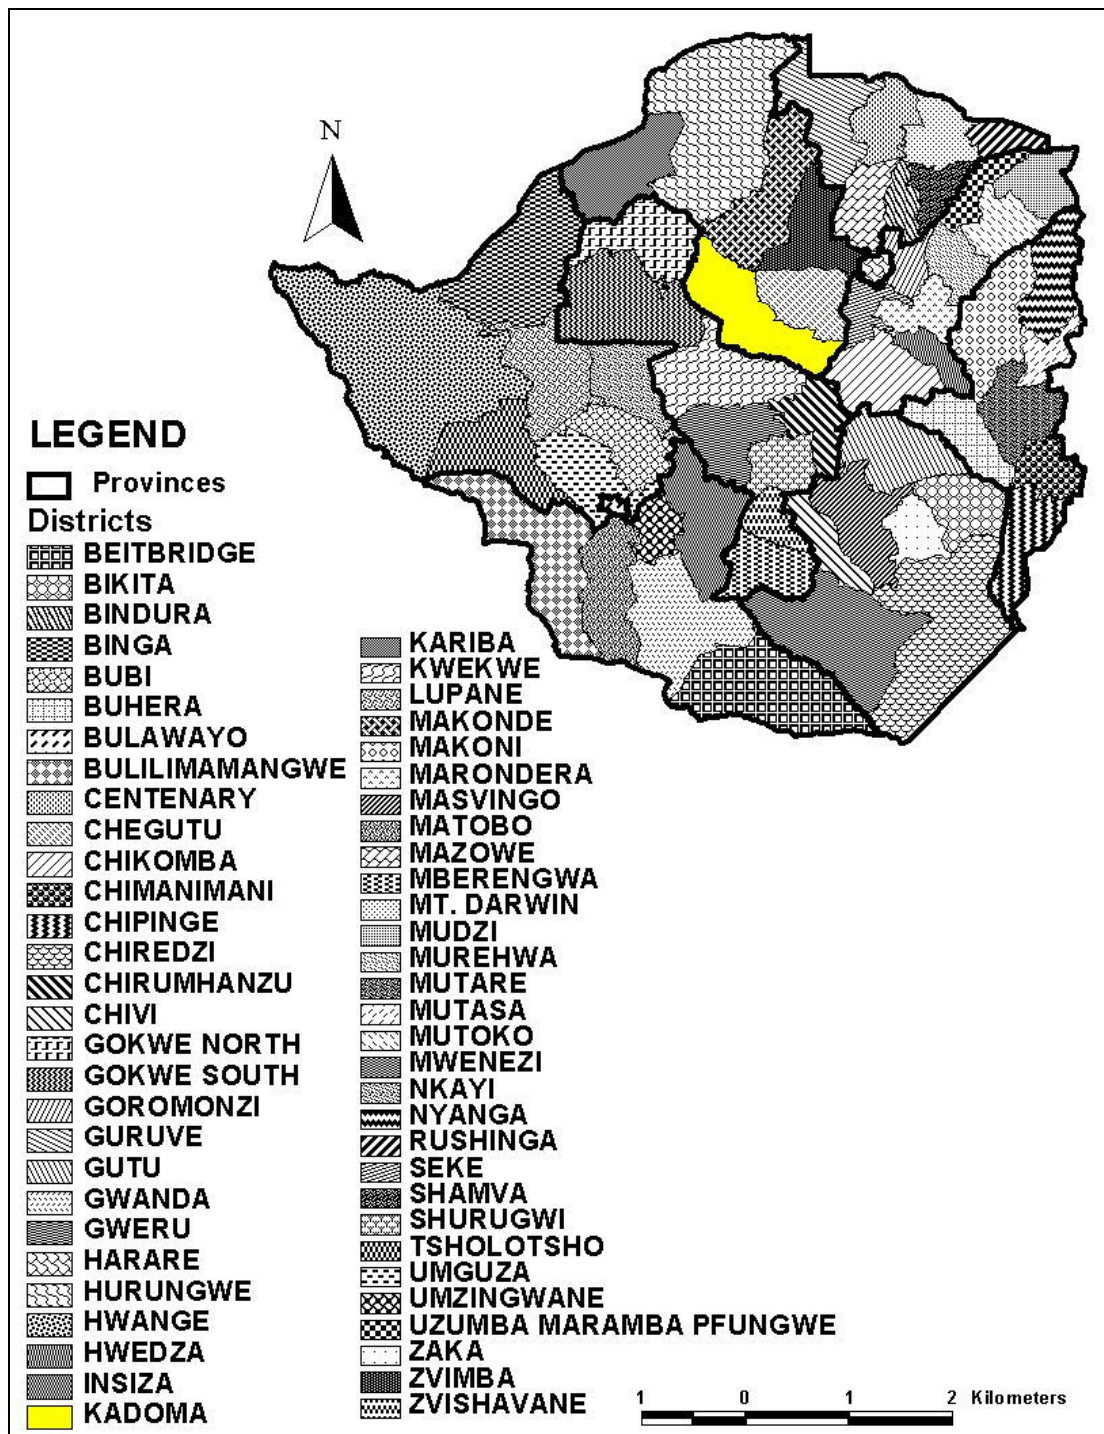 N
LEGEND
Provinces
Districts
BEITBRIDGE
BIKITA
BINDURA
BINGA
BUBI
BUHERA
BULAWAYO
BULILIMAMANGWE
CENTENARY
CHEGUTU
CHIKOMBA
CHIMANIMANI
CHIPINGE
CHIREDZI
CHIRUMHANZU
CHIVI
GOKWE NORTH
GOKWE SOUTH
GOROMONZI
GURUVE
GUTU
GWANDA
GWERU
HARARE
HURUNGWE
HWANGE
HWEDZA
INSIZA
KADOMA
KARIBA
KWEKWE
LUPANE
MAKONDE
MAKONI
MARONDERA
MASVINGO
MATOBO
MAZOWE
MBERENGWA
MT. DARWIN
MUDZI
MUREHWA
MUTARE
MUTASA
MUTOKO
MWENEZI
NKAYI
NYANGA
RUSHINGA
SEKE
SHAMVA
SHURUGWI
TSHOLOTSHO
UMGUZA
UMZINGWANE
UZUMBA MARAMBA PFUNGWE
ZAKA
ZVIMBA
ZVISHAVANE
1 0 1 2 Kilometers